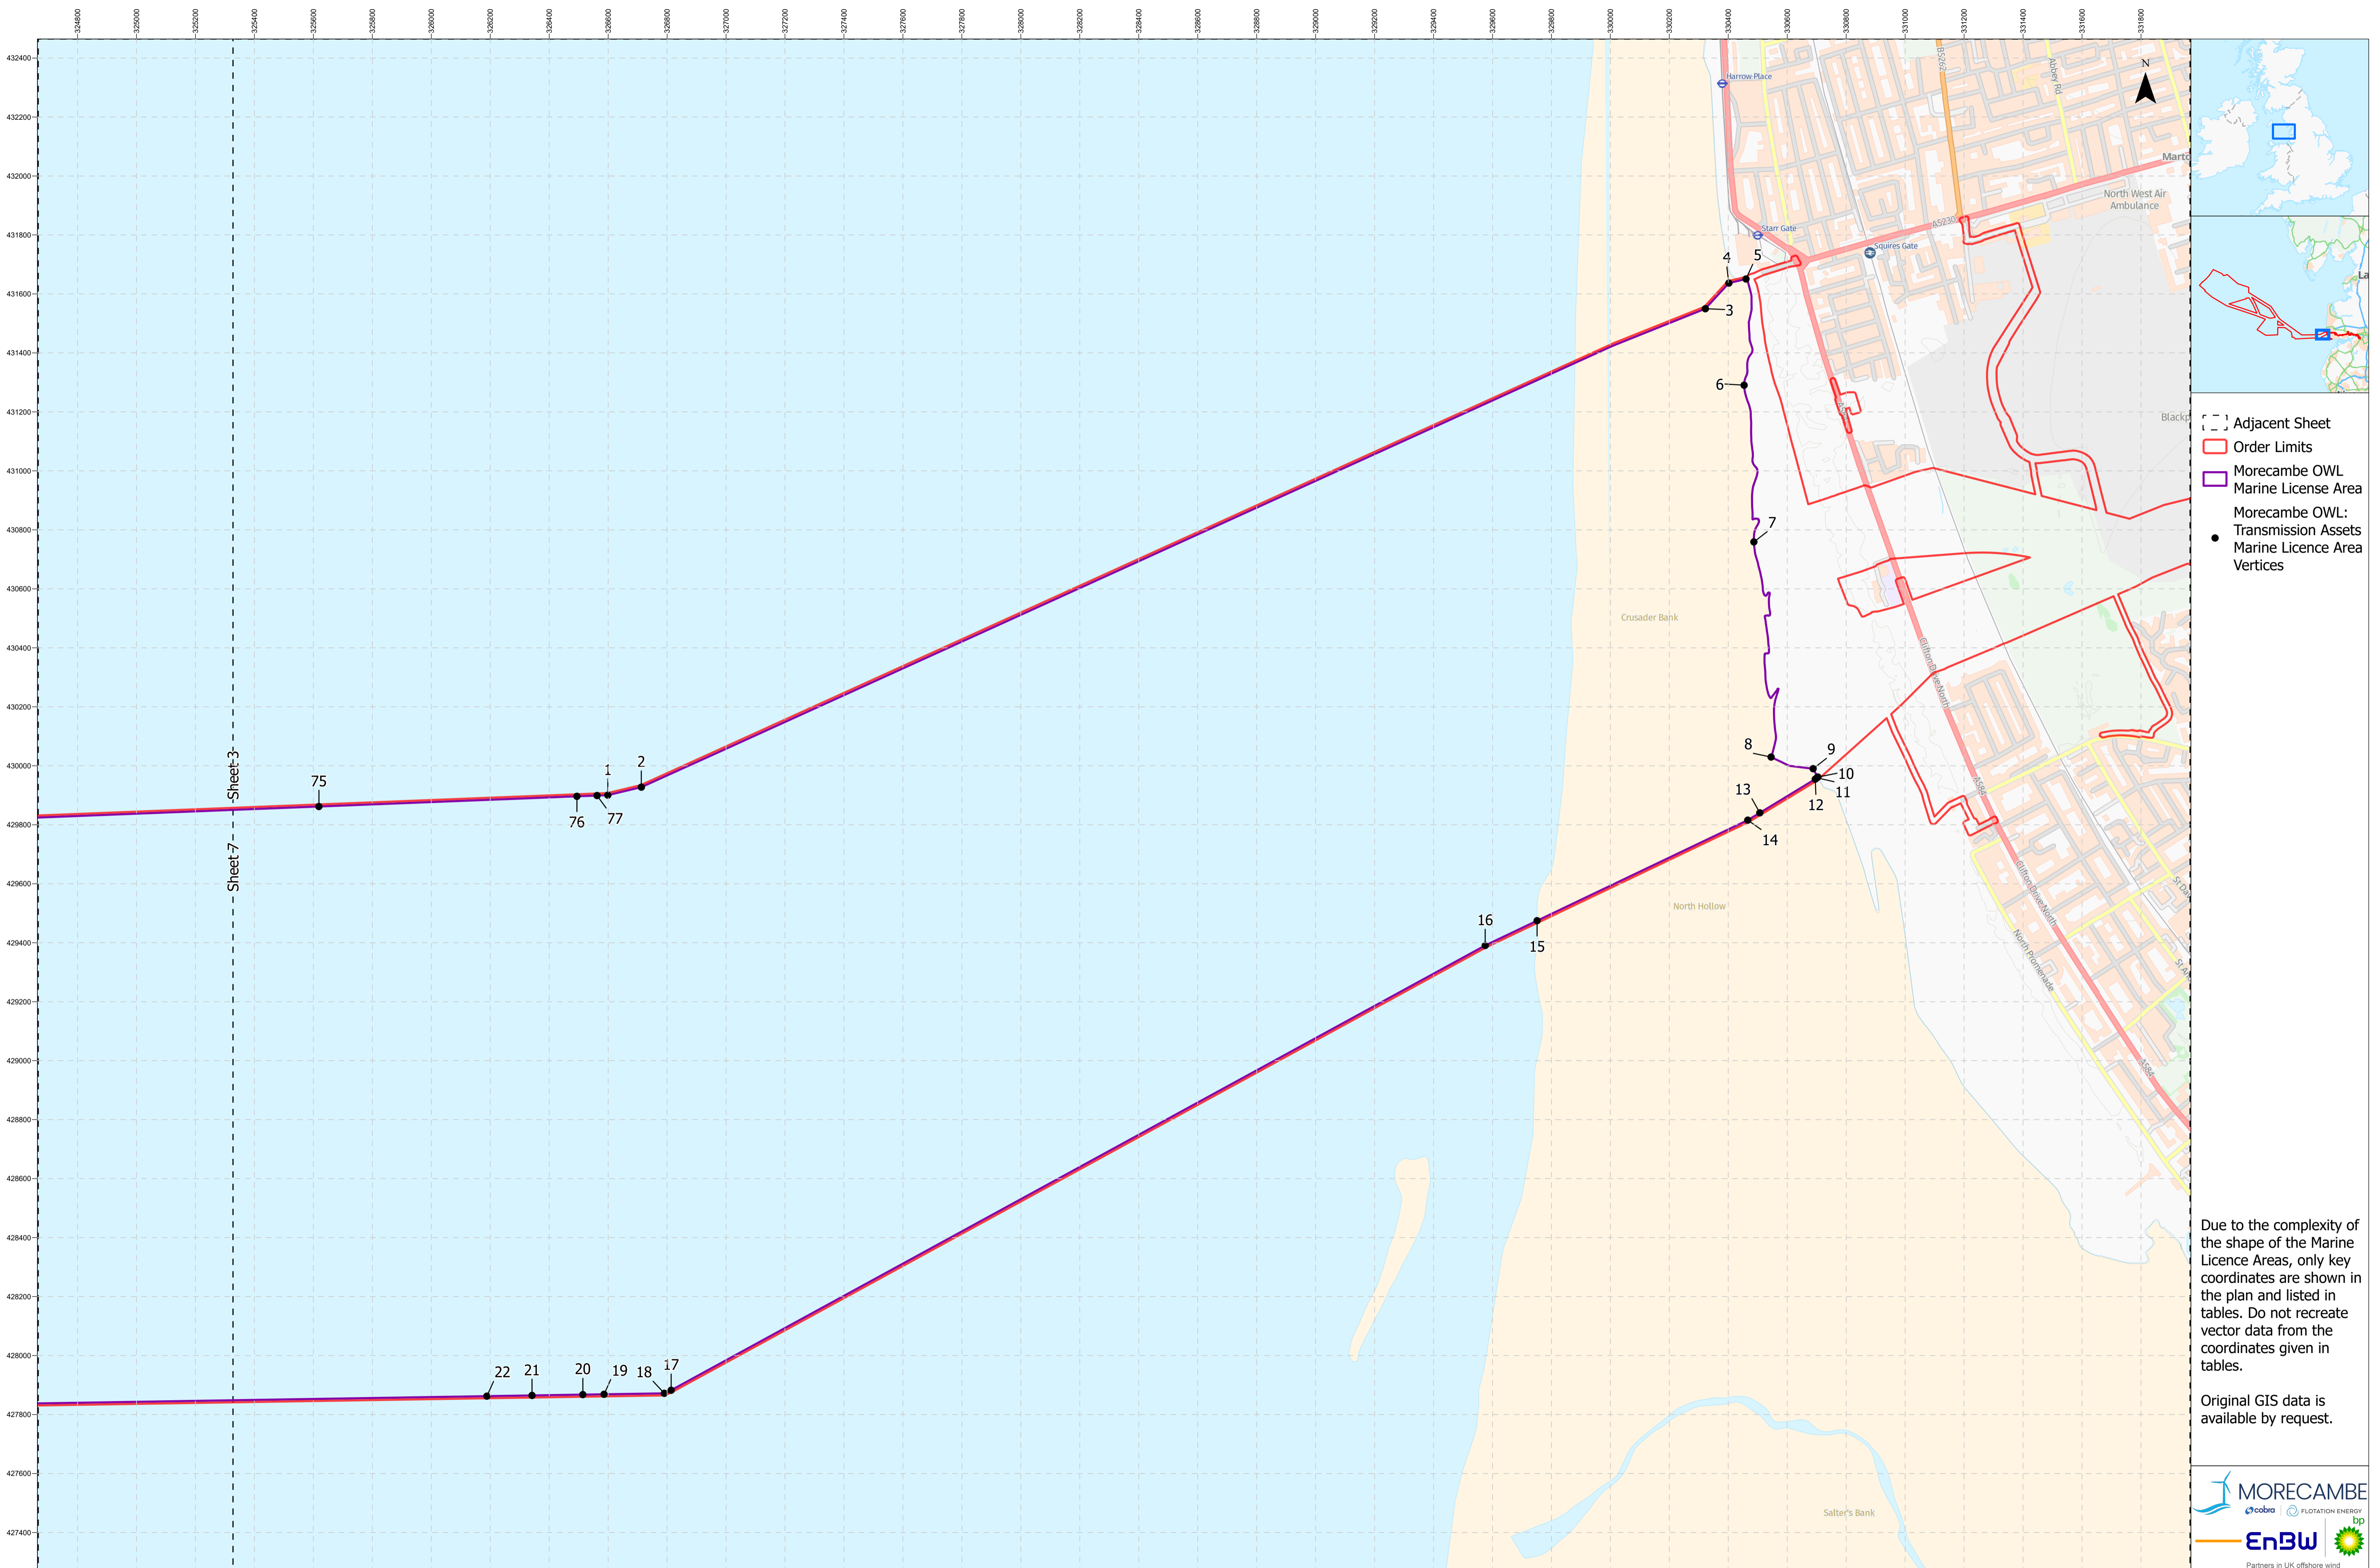 324800
325000
325200
325400
325600
325800
326000
326200
326400
326600
326800
327000
327200
327400
327600
327800
328000
328200
328400
328600
328800
329000
329200
329400
329600
329800
330000
330200
330400
330600
330800
331000
331200
331400
331600
331800
432400
432200
432000
431800
431600
431400
431200
431000
430800
430600
430400
430200
430000
429800
429600
429400
429200
429000
428800
428600
428400
428200
428000
427800
427600
427400
Harrow Place
B5262
Abbey Rd
N
Marto
North West Air
Ambulance
A5230
Starr Gate
Squires Gate
4
5
3
6
Blackp
7
Crusader Bank
Clifton Drive North
8
9
10
11
12
13
14
A584
Sheet 3
Sheet 7
75
76
77
1
2
16
15
North Hollow
Clifton Drive North
North Promenade
St Da
A584
22
21
20
19
18
17
Salter's Bank
La
Adjacent Sheet
Order Limits
Morecambe OWL
Marine License Area
Morecambe OWL:
Transmission Assets
Marine Licence Area
Vertices
Due to the complexity of
the shape of the Marine
Licence Areas, only key
coordinates are shown in
the plan and listed in
tables. Do not recreate
vector data from the
coordinates given in
tables.
Original GIS data is
available by request.
MORECAMBE
cobra
FLOTATION ENERGY
EnBW
bp
Partners in UK offshore wind